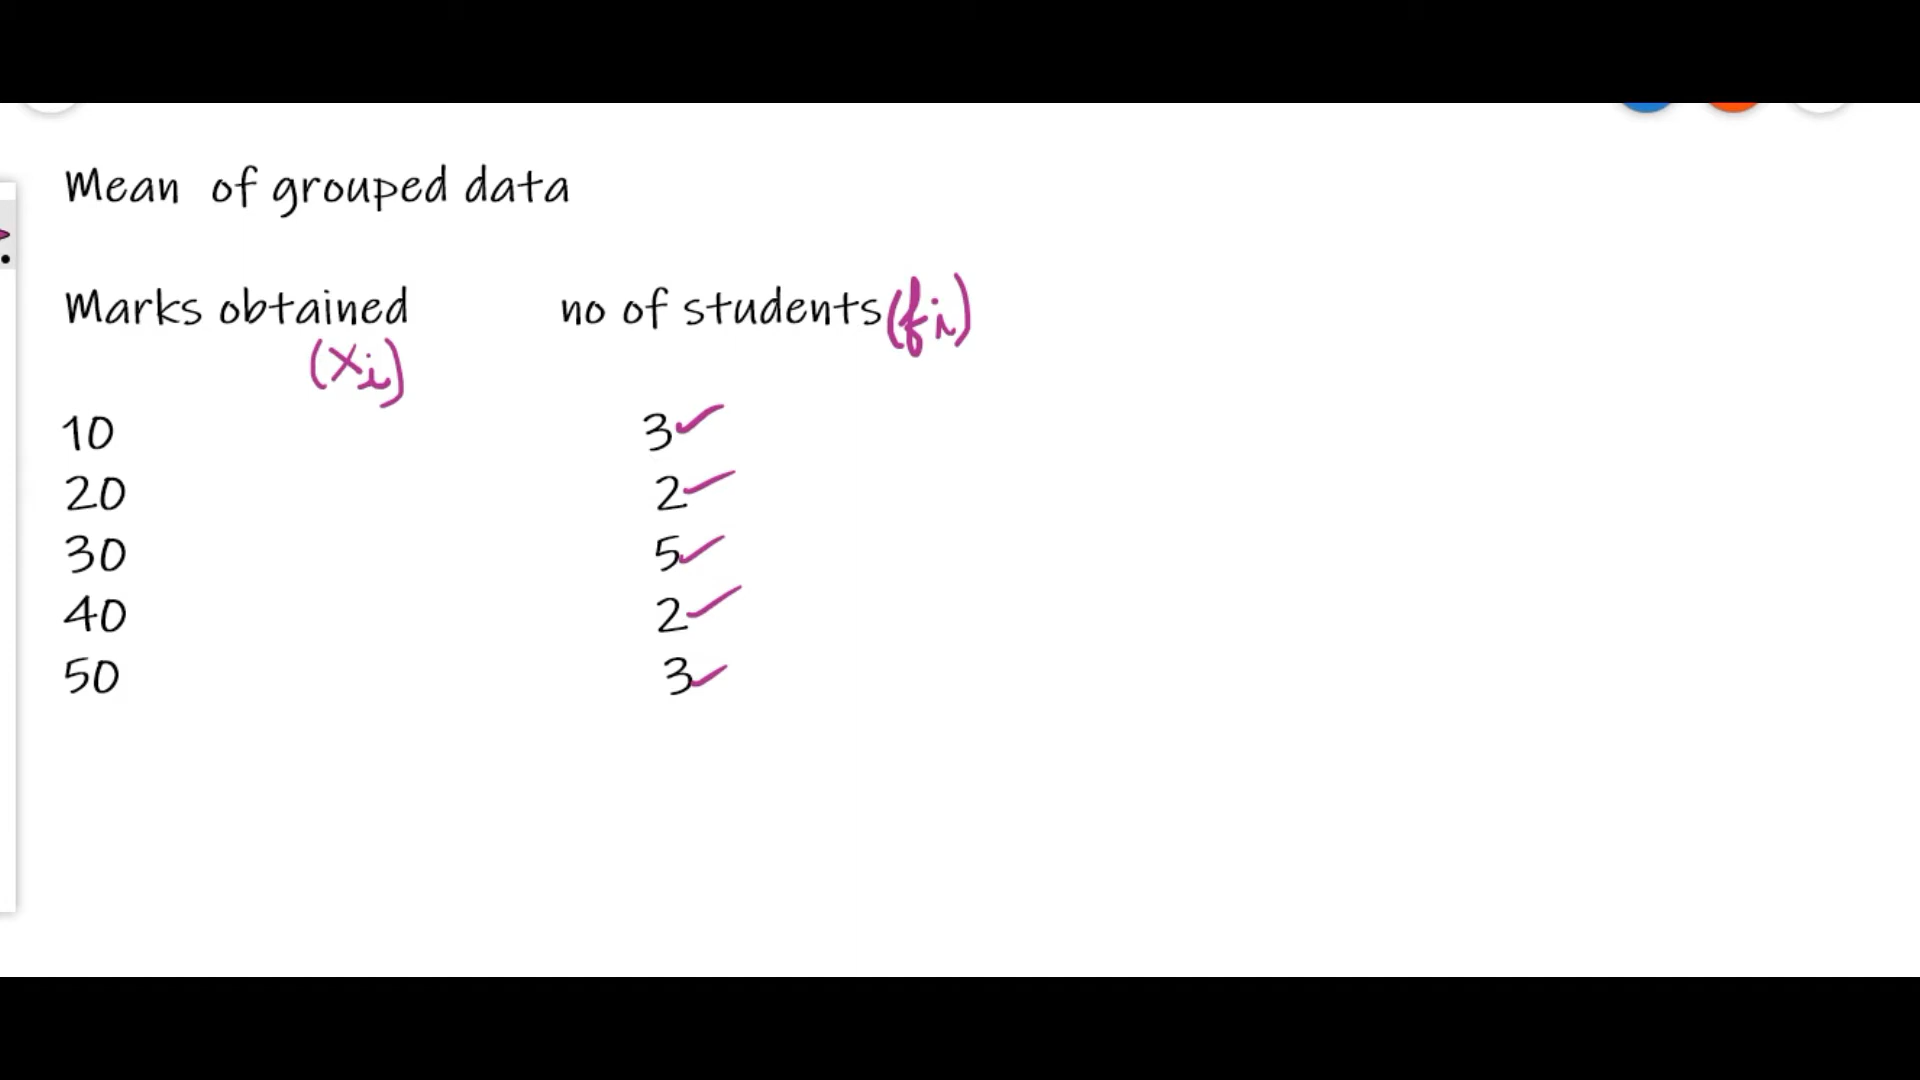 Mean of grouped data
Marks obtained no of students (fi)
(xi)
10 3
20 2
30 5
40 2
50 3